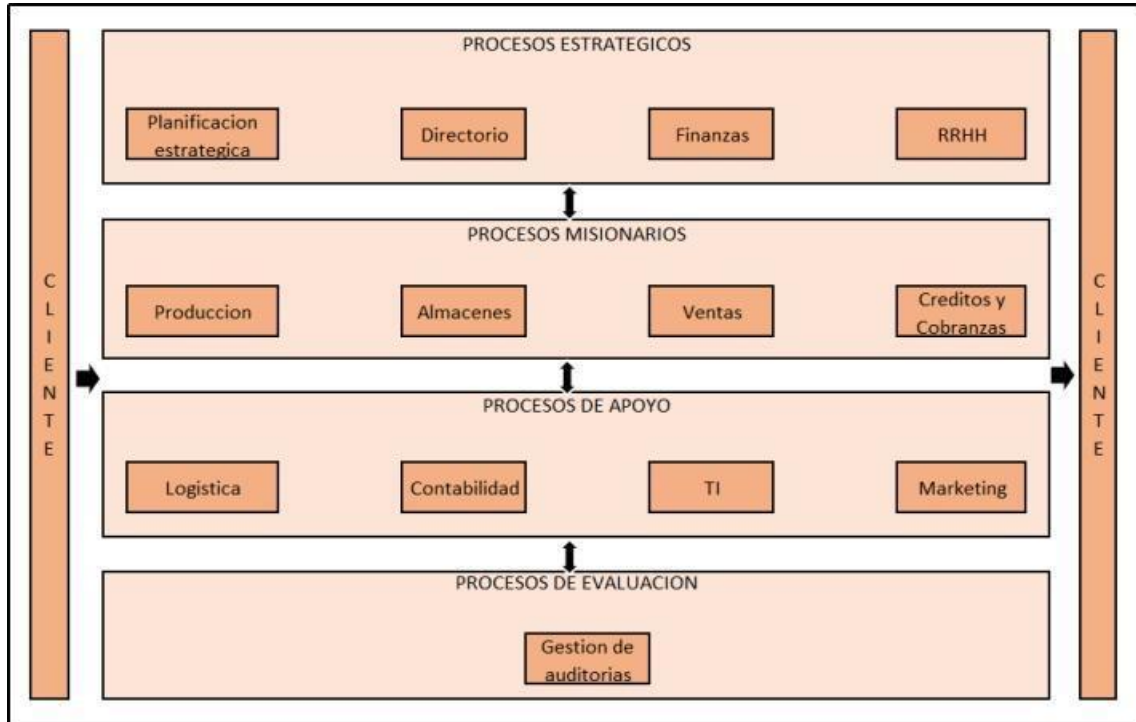 PROCESOS ESTRATEGICOS
Planificacion
estrategica
Directorio
Finanzas
RRHH
PROCESOS MISIONARIOS
Produccion
Almacenes
Ventas
Creditos y
Cobranzas
CLIENTE
CLIENTE
PROCESOS DE APOYO
Logistica
Contabilidad
TI
Marketing
PROCESOS DE EVALUACION
Gestion de
auditorias